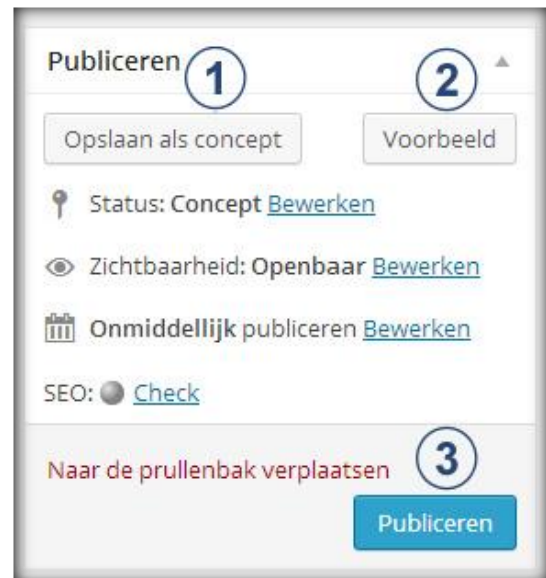 Publiceren
1
2
Opslaan als concept
Voorbeeld
Status: Concept Bewerken
Zichtbaarheid: Openbaar Bewerken
Onmiddellijk publiceren Bewerken
SEO: Check
Naar de prullenbak verplaatsen
3
Publiceren